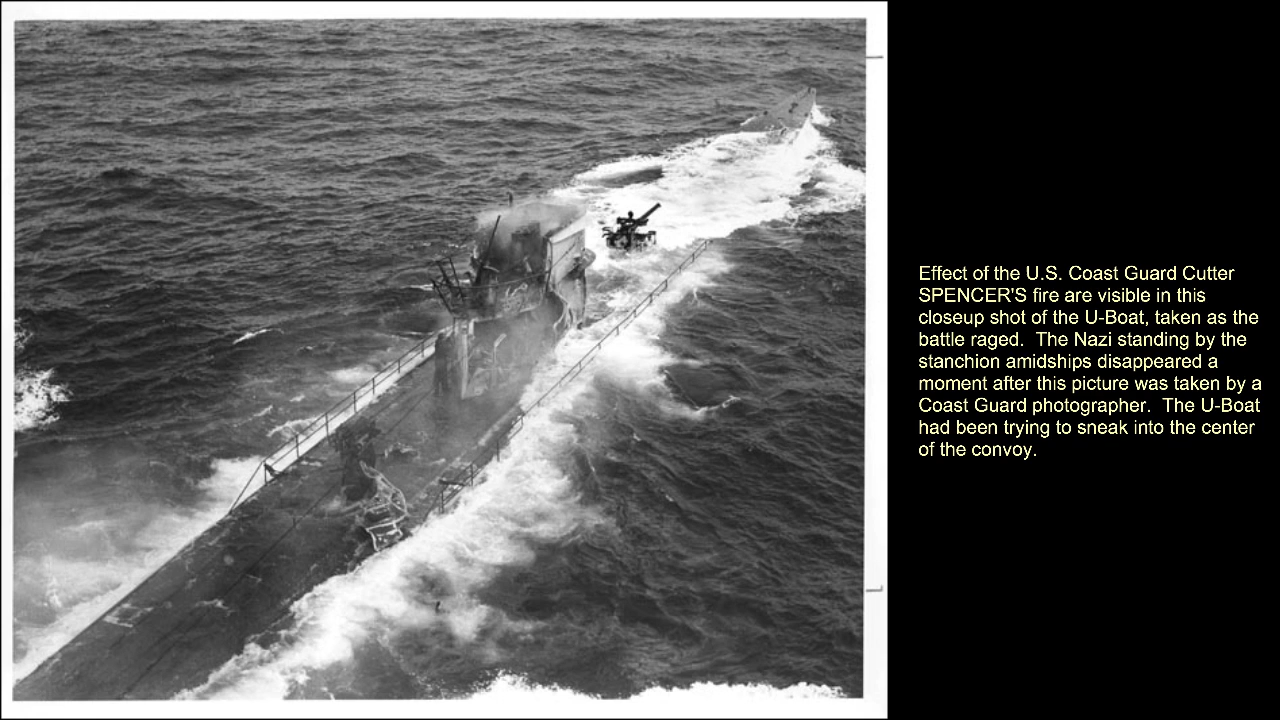 Effect of the U.S. Coast Guard Cutter
SPENCER'S fire are visible in this
closeup shot of the U-Boat, taken as the
battle raged.  The Nazi standing by the
stanchion amidships disappeared a
moment after this picture was taken by a
Coast Guard photographer.  The U-Boat
had been trying to sneak into the center
of the convoy.